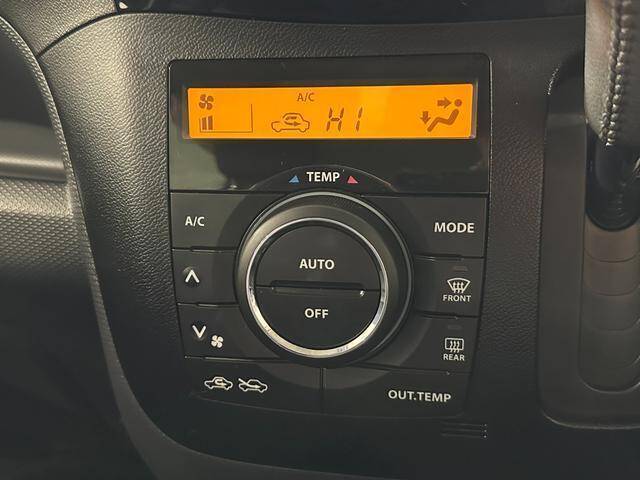 A/C
HI
TEMP
A/C
MODE
AUTO
OFF
FRONT
REAR
OUT.TEMP